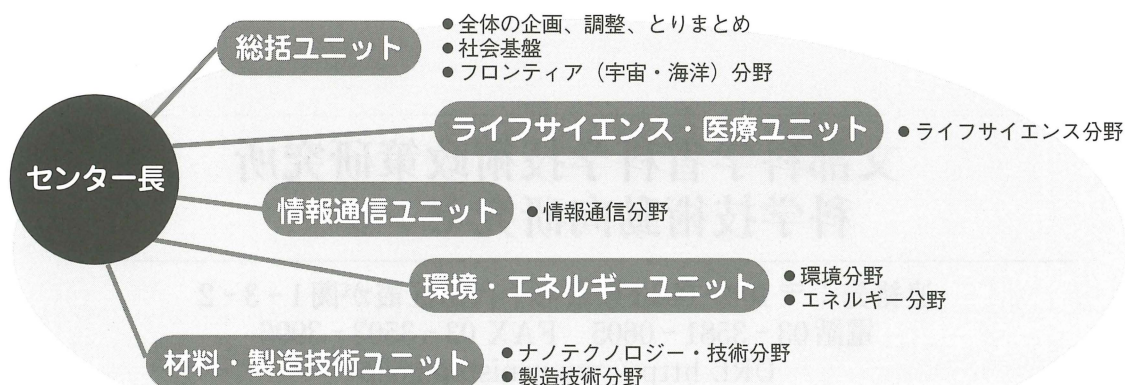 総括ユニット
●全体の企画、調整、とりまとめ
●社会基盤
●フロンティア（宇宙・海洋）分野
ライフサイエンス・医療ユニット
●ライフサイエンス分野
センター長
情報通信ユニット
●情報通信分野
環境・エネルギーユニット
●環境分野
●エネルギー分野
材料・製造技術ユニット
●ナノテクノロジー・技術分野
●製造技術分野